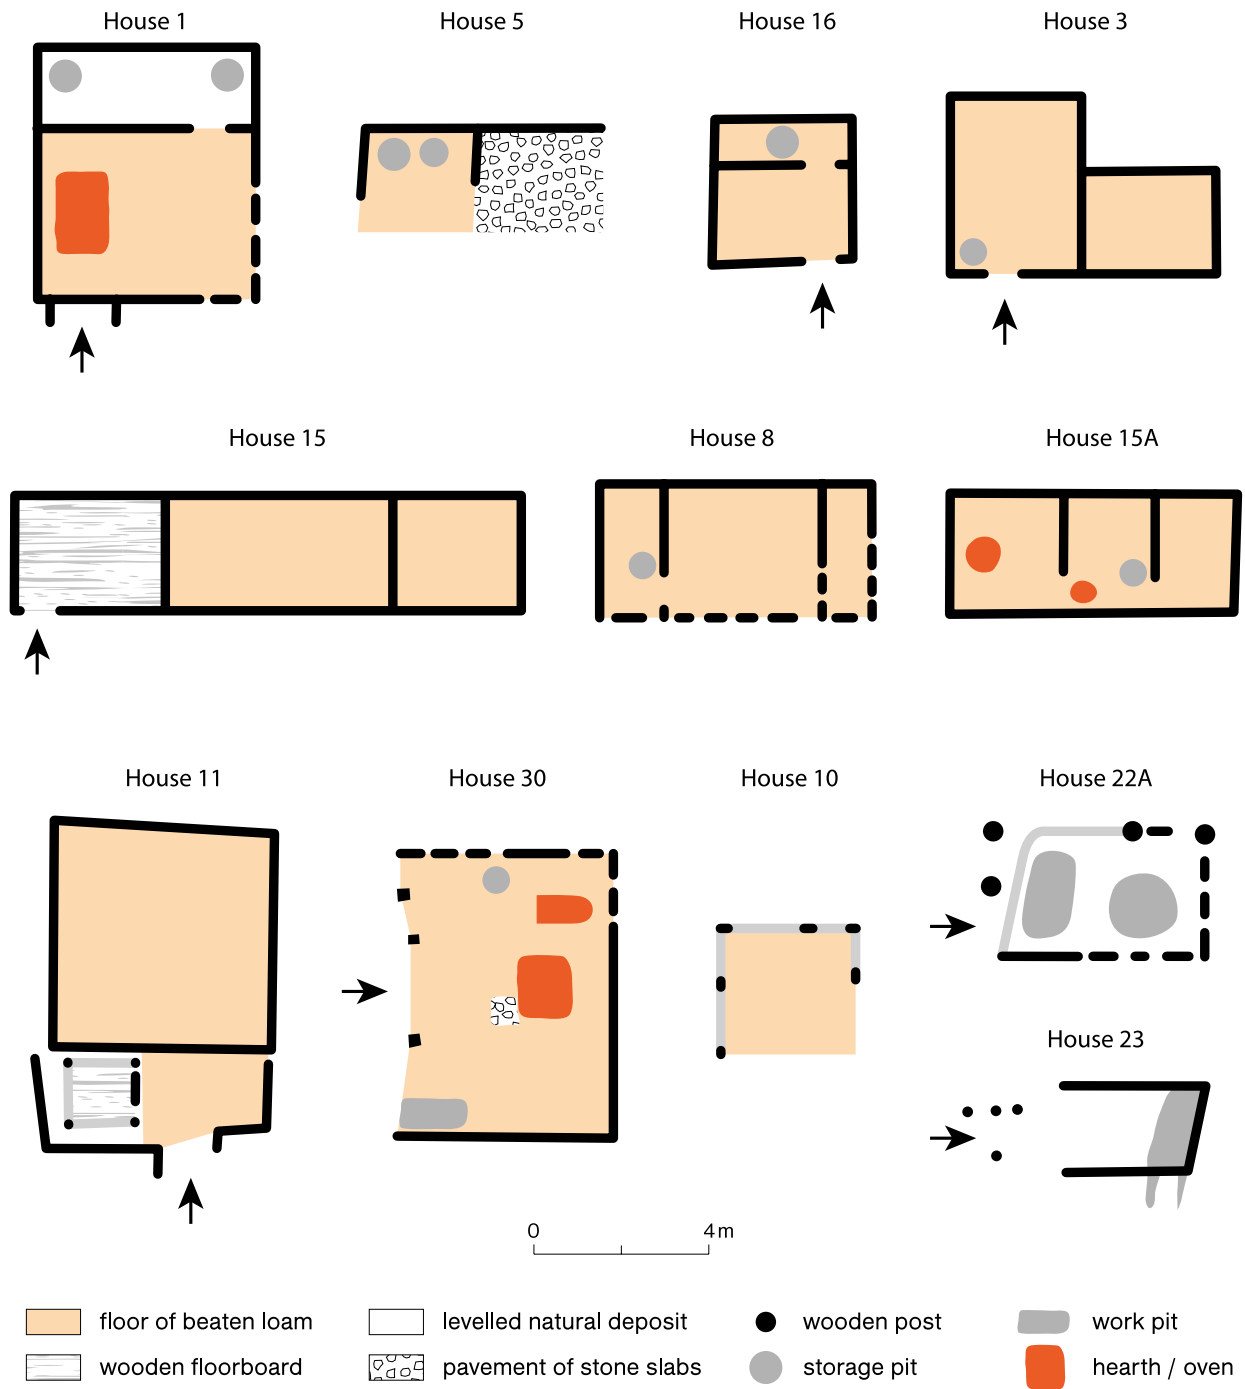 House 1
House 5
House 16
House 3
House 15
House 8
House 15A
House 11
House 30
House 10
House 22A
House 23
0 4 m
floor of beaten loam
levelled natural deposit
wooden post
work pit
wooden floorboard
pavement of stone slabs
storage pit
hearth / oven